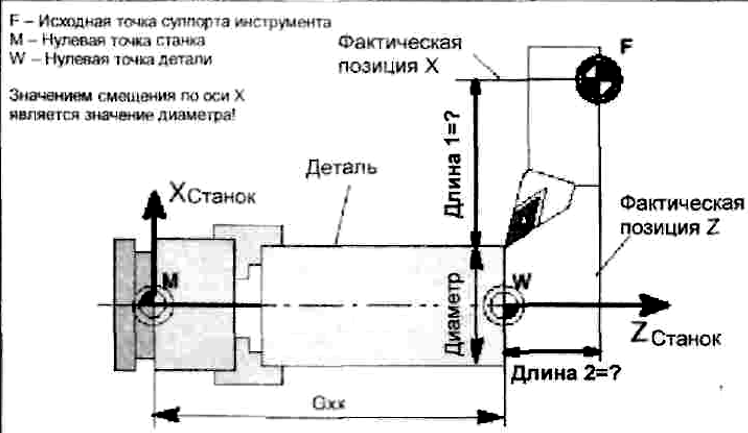 F – Исходная точка суппорта инструмента
M – Нулевая точка станка
W – Нулевая точка детали
Значением смещения по оси X
является значение диаметра!
Фактическая
позиция X
F
Длина 1=?
Деталь
XСтанок
Фактическая
позиция Z
M
W
Диаметр
ZСтанок
Длина 2=?
Gxx